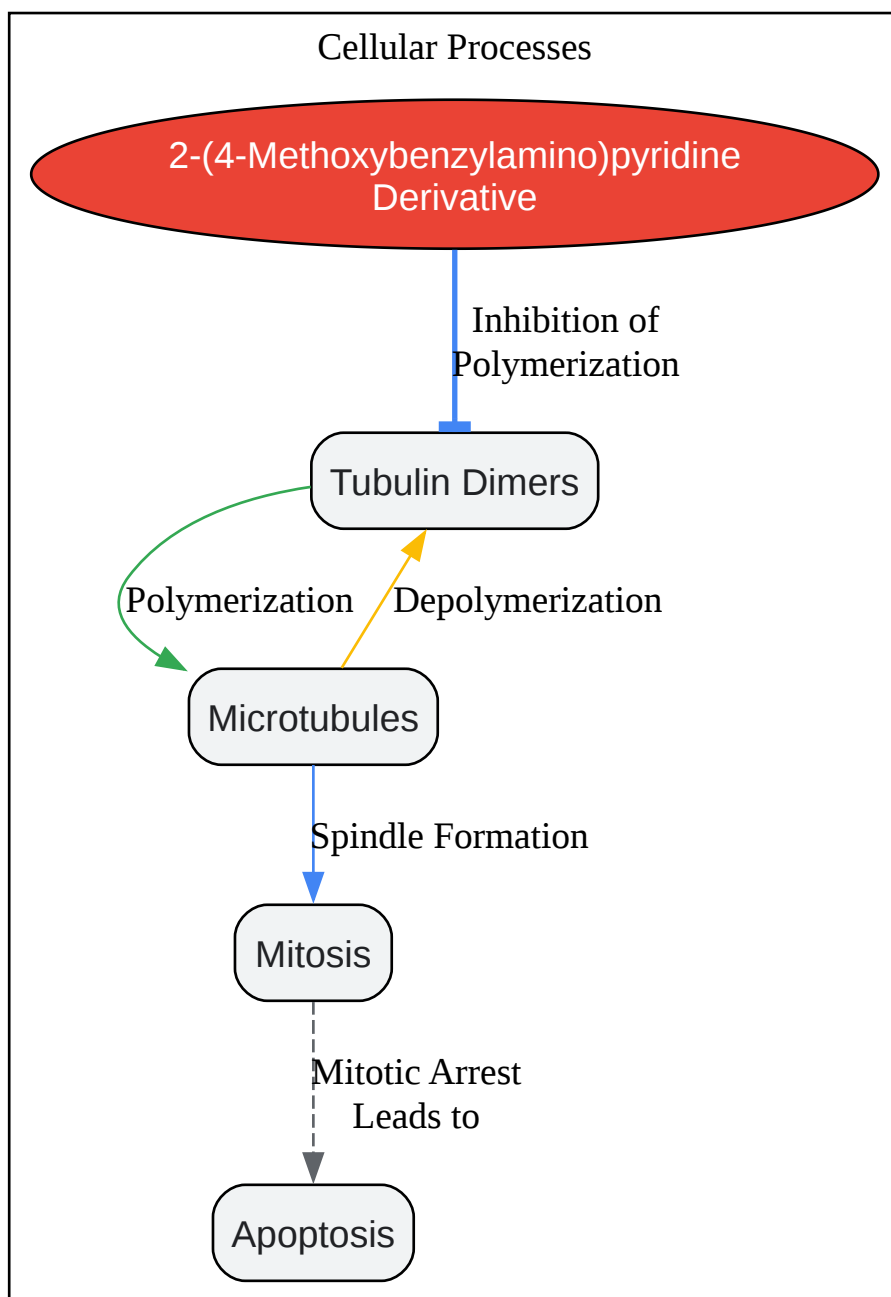 Cellular Processes
2-(4-Methoxybenzylamino)pyridine
Derivative
Inhibition of
Polymerization
Tubulin Dimers
Polymerization
Depolymerization
Microtubules
Spindle Formation
Mitosis
Mitotic Arrest
Leads to
Apoptosis